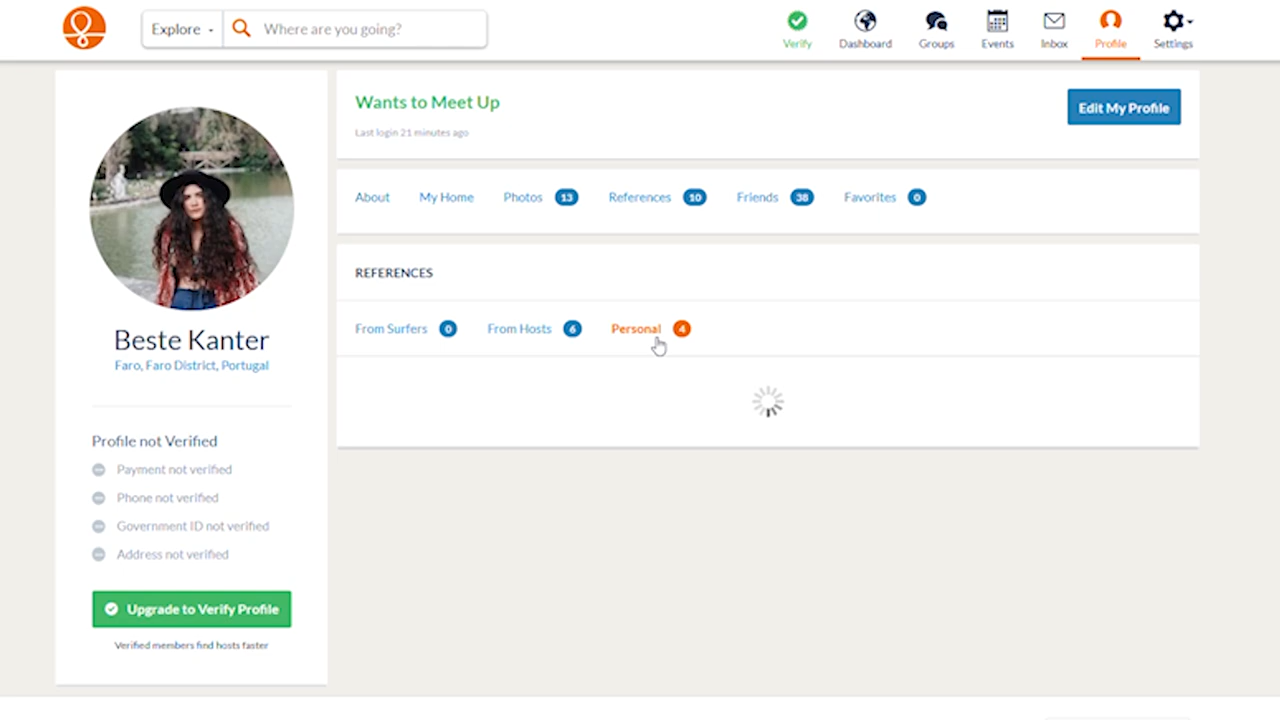 Explore
Where are you going?
Verify
Dashboard
Groups
Events
Inbox
Profile
Settings
Wants to Meet Up
Last login 21 minutes ago
Edit My Profile
About
My Home
Photos 13
References 10
Friends 38
Favorites 0
REFERENCES
From Surfers 0
From Hosts 6
Personal 4
Beste Kanter
Faro, Faro District, Portugal
Profile not Verified
Payment not verified
Phone not verified
Government ID not verified
Address not verified
Upgrade to Verify Profile
Verified members find hosts faster